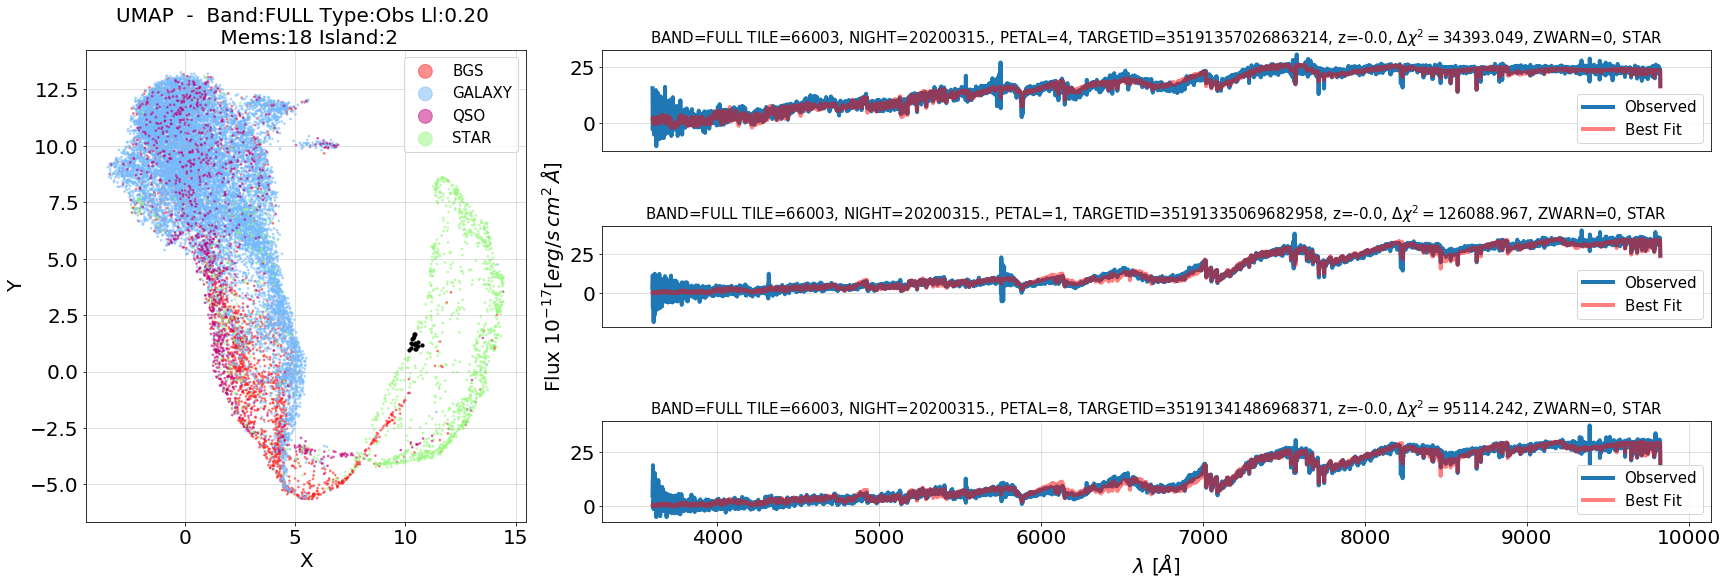 UMAP - Band:FULL Type:Obs Ll:0.20
Mems:18 Island:2
BGS
GALAXY
QSO
STAR
12.5
10.0
7.5
5.0
2.5
0.0
−2.5
−5.0
Y
0
5
10
15
X
BAND=FULL TILE=66003, NIGHT=20200315., PETAL=4, TARGETID=35191357026863214, z=-0.0, Δχ² = 34393.049, ZWARN=0, STAR
25
0
Observed
Best Fit
Flux 10⁻¹⁷[erg/s cm² Å]
BAND=FULL TILE=66003, NIGHT=20200315., PETAL=1, TARGETID=35191335069682958, z=-0.0, Δχ² = 126088.967, ZWARN=0, STAR
25
0
Observed
Best Fit
BAND=FULL TILE=66003, NIGHT=20200315., PETAL=8, TARGETID=35191341486968371, z=-0.0, Δχ² = 95114.242, ZWARN=0, STAR
25
0
Observed
Best Fit
4000
5000
6000
7000
8000
9000
10000
λ [Å]